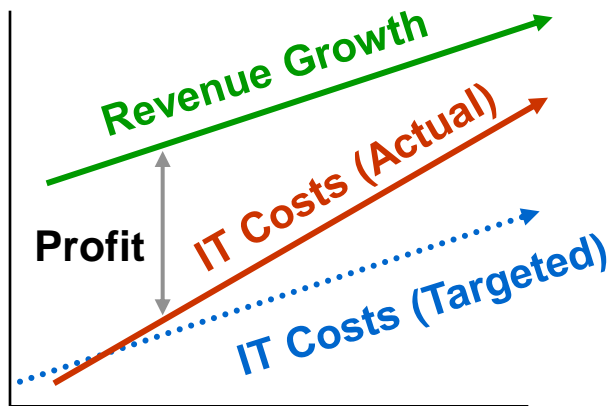 Revenue Growth
IT Costs (Actual)
Profit
IT Costs (Targeted)